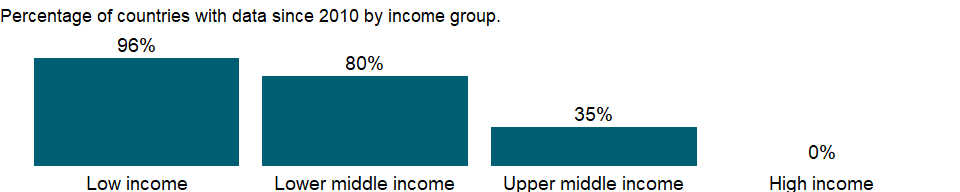 Percentage of countries with data since 2010 by income group.
96%
80%
35%
0%
Low income
Lower middle income
Upper middle income
High income